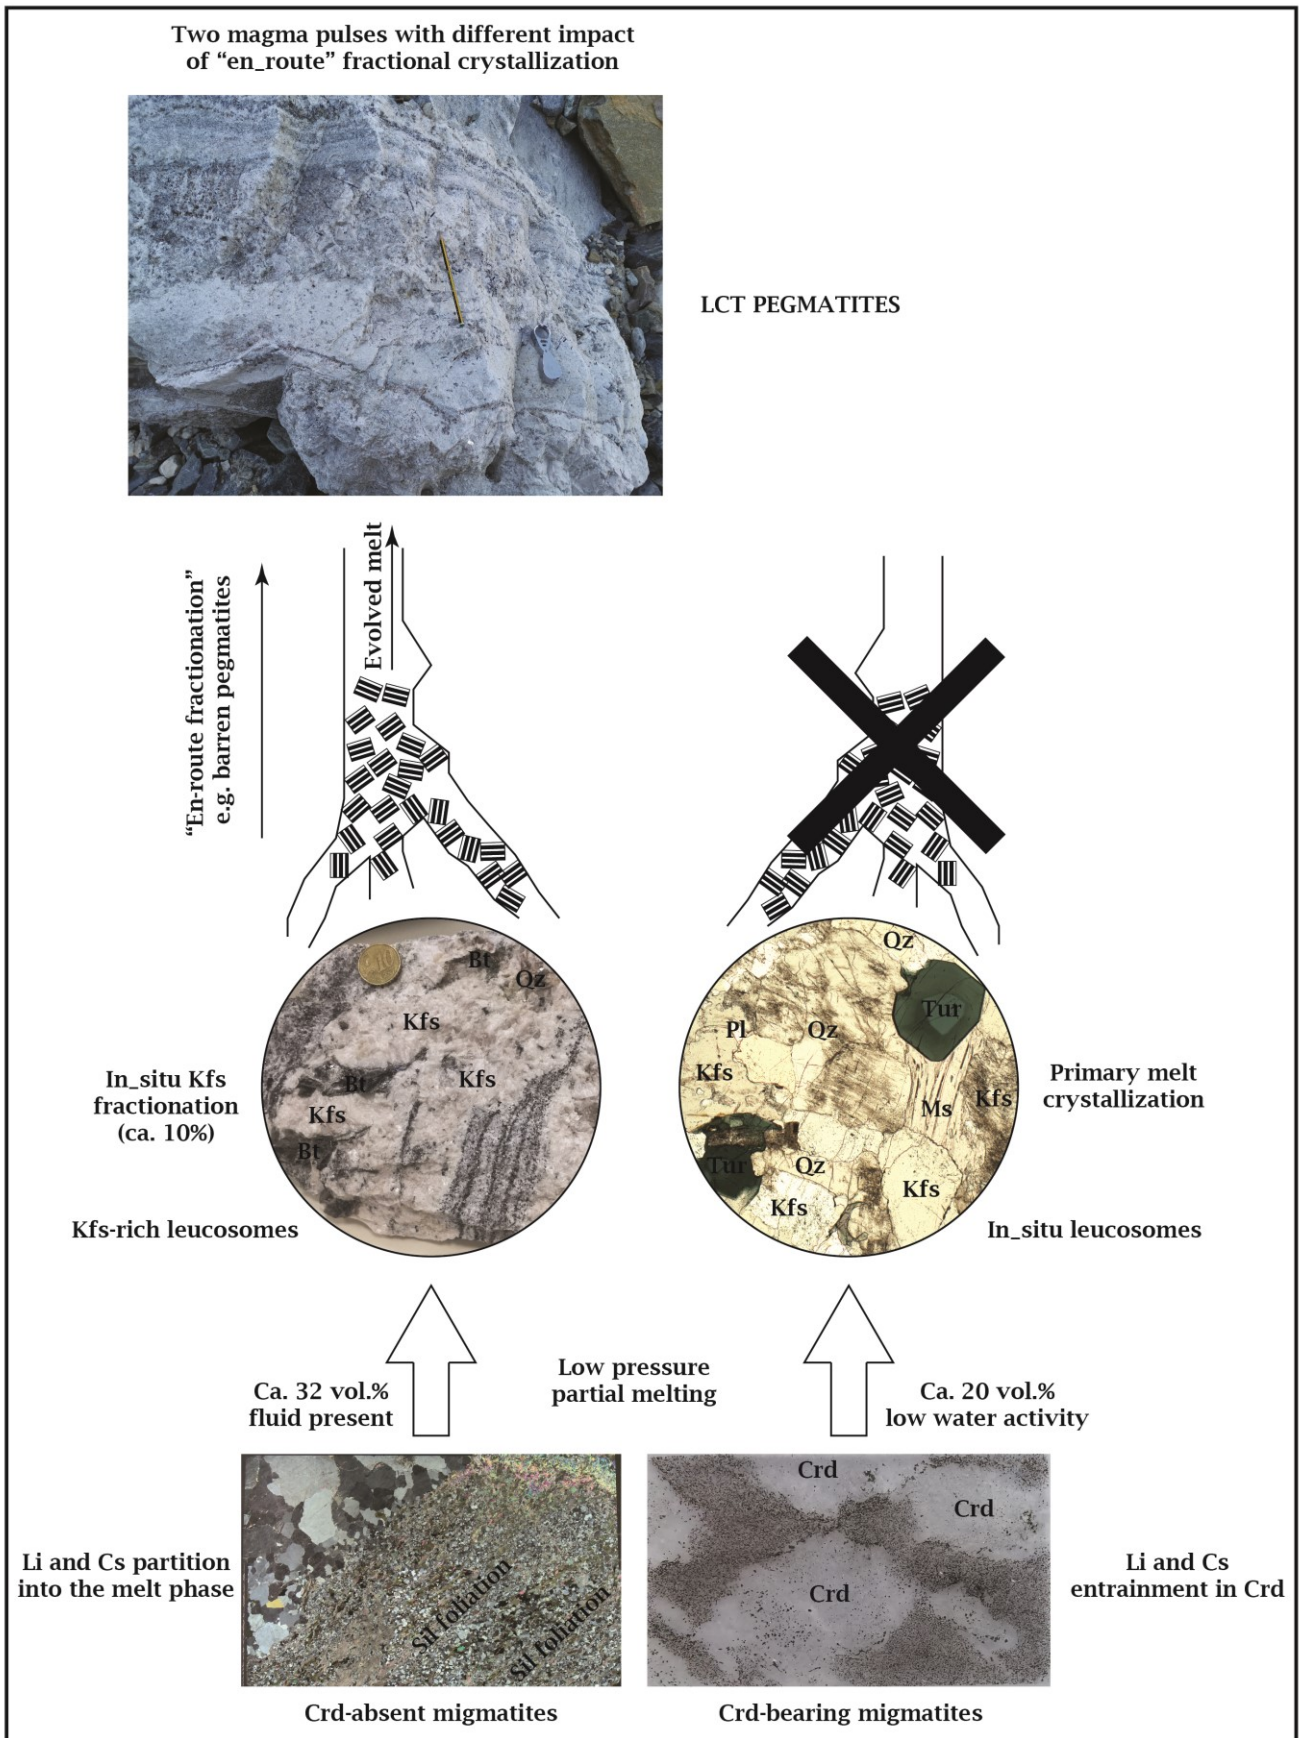 Two magma pulses with different impact
of “en_route” fractional crystallization
LCT PEGMATITES
“En-route fractionation”
e.g. barren pegmatites
Evolved melt
Bt
Qz
Kfs
Kfs
Bt
Kfs
Bt
In_situ Kfs
fractionation
(ca. 10%)
Kfs-rich leucosomes
Qz
Tur
Pl
Qz
Kfs
Ms
Kfs
Tur
Qz
Kfs
Kfs
Primary melt
crystallization
In_situ leucosomes
Low pressure
partial melting
Ca. 32 vol.%
fluid present
Ca. 20 vol.%
low water activity
Li and Cs partition
into the melt phase
Sil foliation
Sil foliation
Crd
Crd
Crd
Li and Cs
entrainment in Crd
Crd-absent migmatites
Crd-bearing migmatites